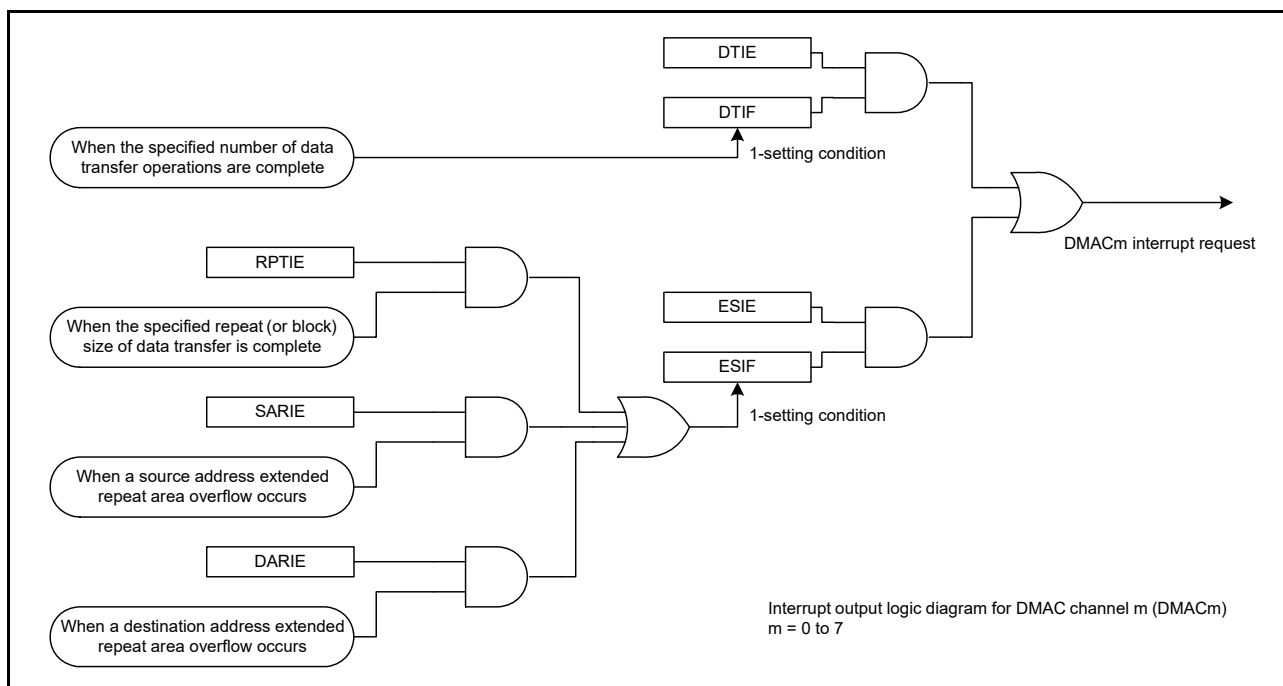 DTIE
DTIF
When the specified number of data
transfer operations are complete
1-setting condition
DMACm interrupt request
RPTIE
When the specified repeat (or block)
size of data transfer is complete
ESIE
ESIF
1-setting condition
SARIE
When a source address extended
repeat area overflow occurs
DARIE
When a destination address extended
repeat area overflow occurs
Interrupt output logic diagram for DMAC channel m (DMACm)
m = 0 to 7